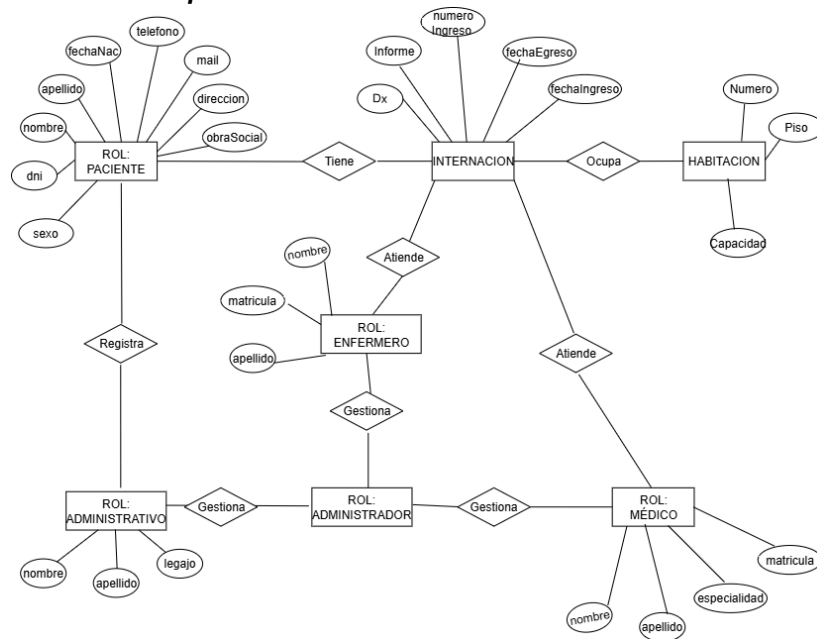 numero
Ingreso
telefono
fechaNac
mail
Informe
fechaEgreso
apellido
direccion
Dx
fechaIngreso
Numero
nombre
obraSocial
Piso
ROL:
PACIENTE
Tiene
INTERNACION
Ocupa
HABITACION
dni
sexo
Capacidad
nombre
Atiende
matricula
ROL:
ENFERMERO
Registra
apellido
Atiende
Gestiona
ROL:
ADMINISTRATIVO
Gestiona
ROL:
ADMINISTRADOR
Gestiona
ROL:
MÉDICO
legajo
nombre
apellido
matricula
especialidad
nombre
apellido